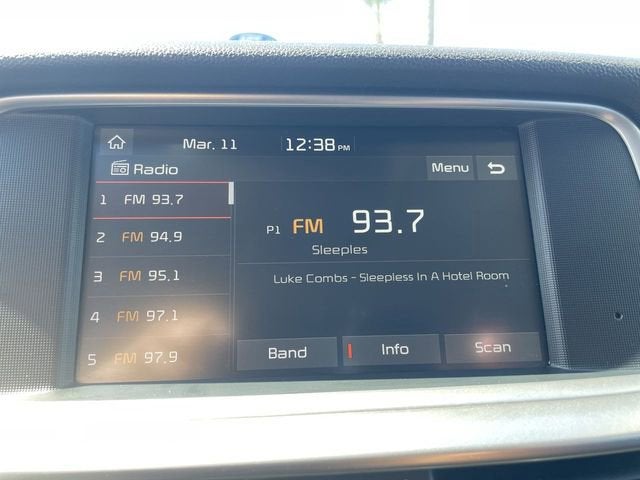 Mar. 11 12:38 PM
Radio Menu
1 FM 93.7
2 FM 94.9
3 FM 95.1
4 FM 97.1
5 FM 97.9
P1 FM 93.7
Sleeples
Luke Combs - Sleepless In A Hotel Room
Band Info Scan